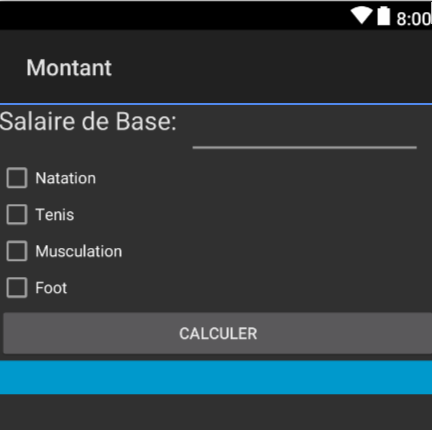 8:00
Montant
Salaire de Base:
Natation
Tenis
Musculation
Foot
CALCULER